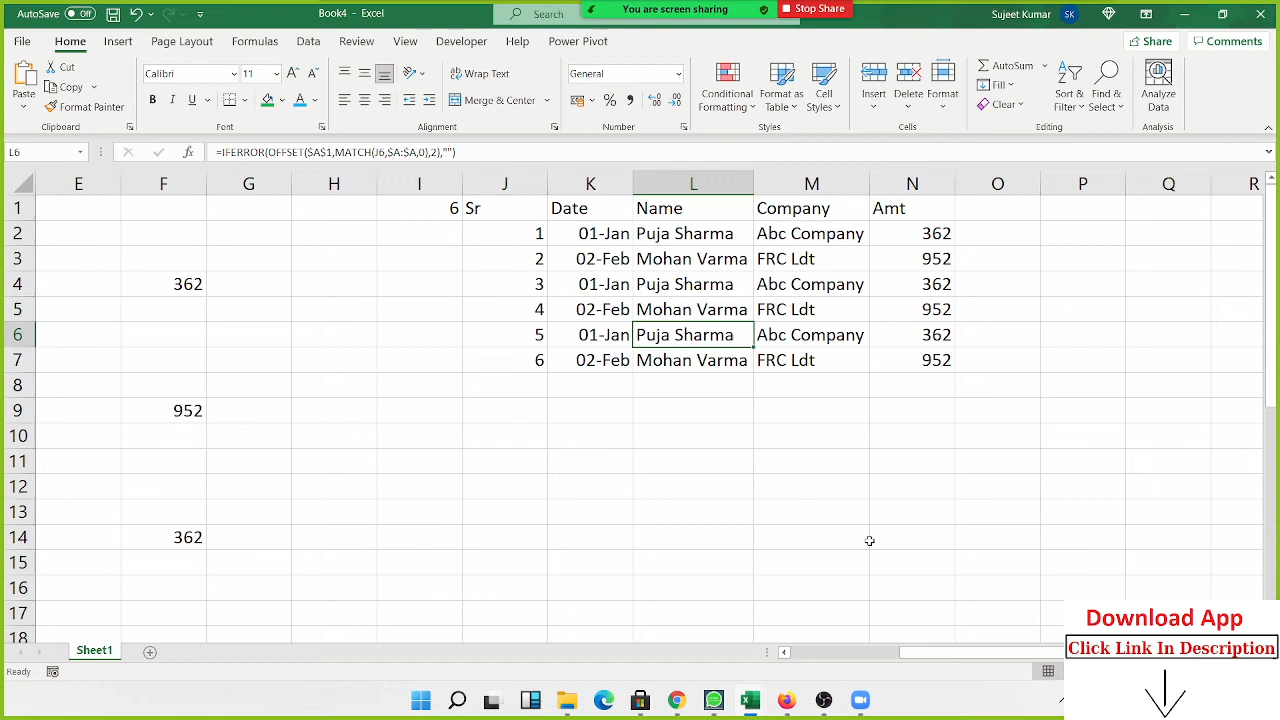 AutoSave Off Book4 - Excel Search You are screen sharing Stop Share Sujeet Kumar SK
File Home Insert Page Layout Formulas Data Review View Developer Help Power Pivot Share Comments
Paste Cut Copy Format Painter Clipboard
Calibri 11 B I U A Font
Wrap Text Merge & Center Alignment
General % Number
Conditional Formatting Format as Table Cell Styles Styles
Insert Delete Format Cells
AutoSum Fill Clear Sort & Filter Find & Select Editing
Analyze Data Analysis
L6 fx =IFERROR(OFFSET($A$1,MATCH(J6,$A:$A,0),2),"")
E F G H I J K L M N O P Q R
1 6 Sr Date Name Company Amt
2 1 01-Jan Puja Sharma Abc Company 362
3 2 02-Feb Mohan Varma FRC Ldt 952
4 362 3 01-Jan Puja Sharma Abc Company 362
5 4 02-Feb Mohan Varma FRC Ldt 952
6 5 01-Jan Puja Sharma Abc Company 362
7 6 02-Feb Mohan Varma FRC Ldt 952
8
9 952
10
11
12
13
14 362
15
16
17
18
Sheet1
Ready
Download App
Click Link In Description